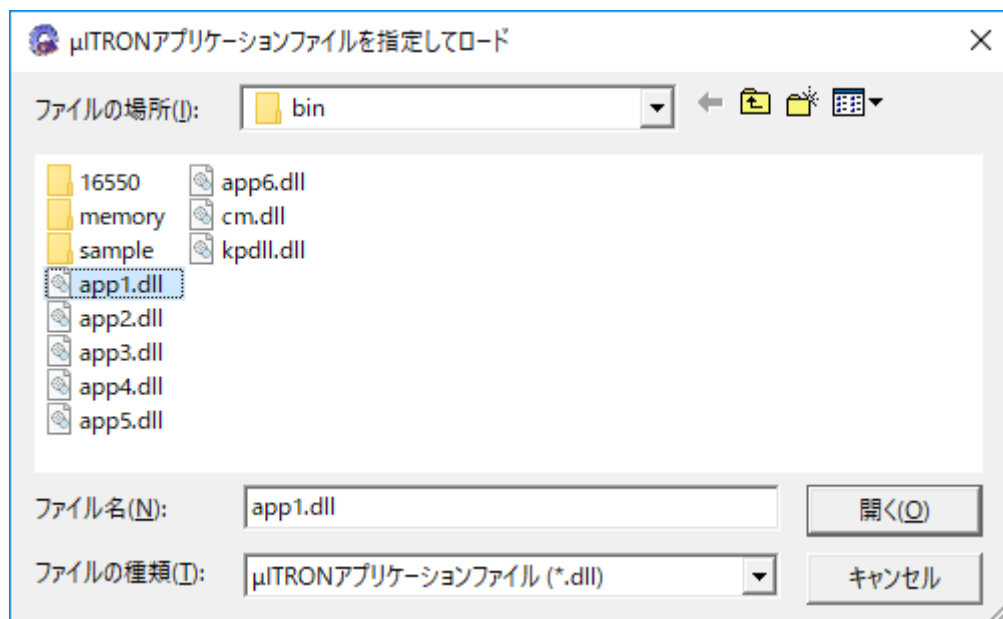 μITRONアプリケーションファイルを指定してロード
ファイルの場所(I):
bin
16550
memory
sample
app1.dll
app2.dll
app3.dll
app4.dll
app5.dll
app6.dll
cm.dll
kpdll.dll
ファイル名(N):
app1.dll
開く(O)
ファイルの種類(T):
μITRONアプリケーションファイル (*.dll)
キャンセル